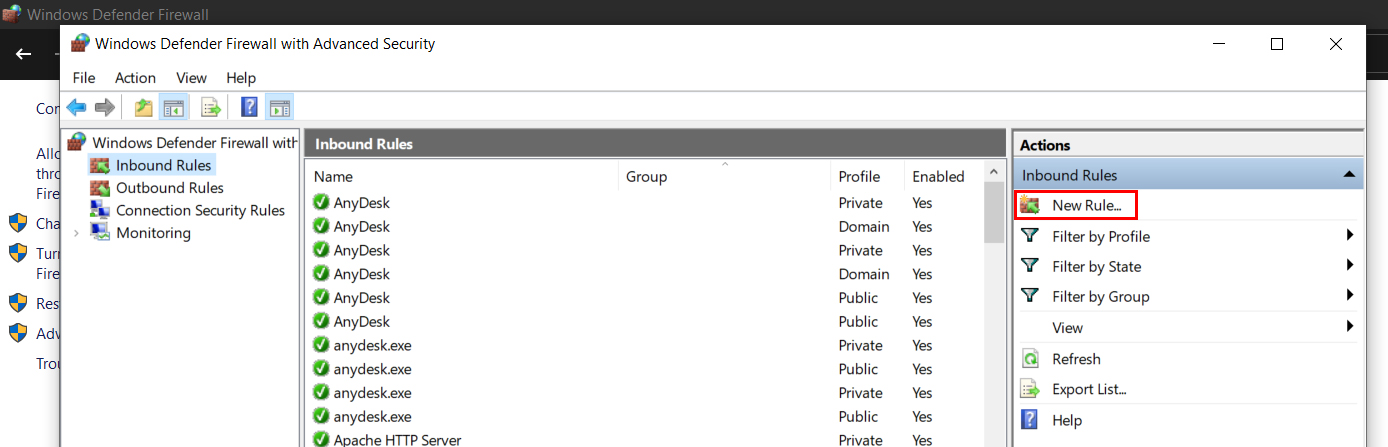 Windows Defender Firewall
Windows Defender Firewall with Advanced Security
File Action View Help
Con
Allo
thro
Fire
Cha
Turn
Fire
Res
Adv
Trou
Windows Defender Firewall with
Inbound Rules
Outbound Rules
Connection Security Rules
Monitoring
Inbound Rules
Name Group Profile Enabled
AnyDesk Private Yes
AnyDesk Domain Yes
AnyDesk Private Yes
AnyDesk Domain Yes
AnyDesk Public Yes
AnyDesk Public Yes
anydesk.exe Private Yes
anydesk.exe Public Yes
anydesk.exe Private Yes
anydesk.exe Public Yes
Apache HTTP Server Private Yes
Actions
Inbound Rules
New Rule...
Filter by Profile
Filter by State
Filter by Group
View
Refresh
Export List...
Help